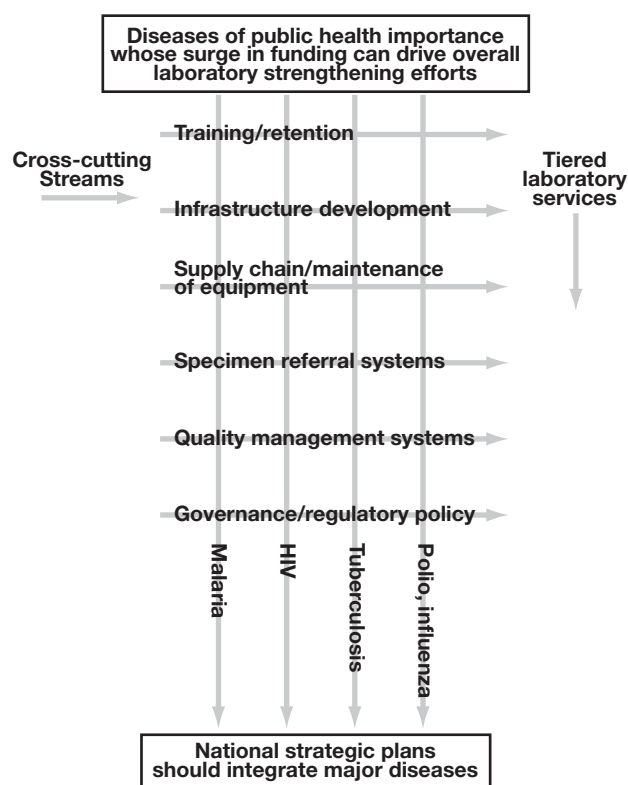 Diseases of public health importance
whose surge in funding can drive overall
laboratory strengthening efforts
Training/retention
Cross-cutting
Streams
Tiered
laboratory
services
Infrastructure development
Supply chain/maintenance
of equipment
Specimen referral systems
Quality management systems
Governance/regulatory policy
Malaria
HIV
Tuberculosis
Polio, influenza
National strategic plans
should integrate major diseases